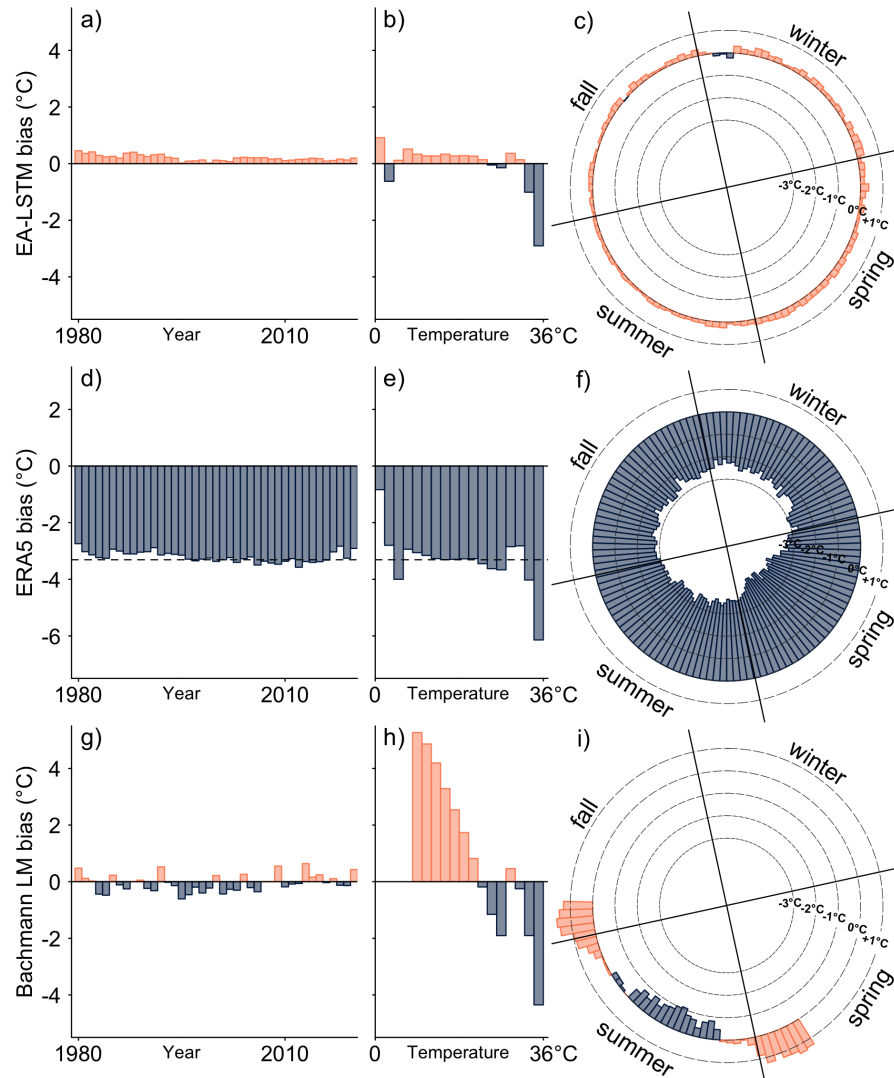 a)
b)
c)
EA-LSTM bias (°C)
4
2
0
-2
-4
1980
Year
2010
0
Temperature
36°C
winter
fall
spring
summer
-3°C
-2°C
-1°C
0°C
+1°C
d)
e)
f)
ERA5 bias (°C)
2
0
-2
-4
-6
1980
Year
2010
0
Temperature
36°C
winter
fall
spring
summer
-3°C
-2°C
-1°C
0°C
+1°C
g)
h)
i)
Bachmann LM bias (°C)
4
2
0
-2
-4
1980
Year
2010
0
Temperature
36°C
winter
fall
spring
summer
-3°C
-2°C
-1°C
0°C
+1°C